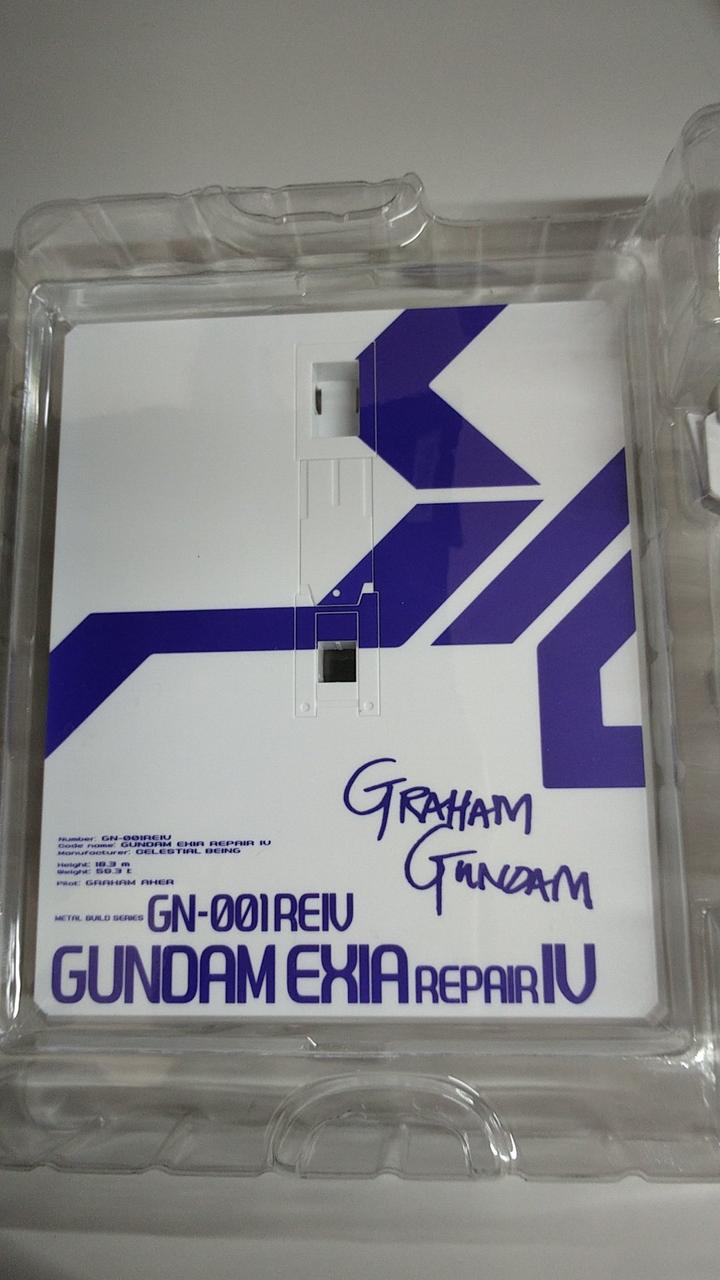 GRAHAM
GUNDAM
Number: GN-001REIV
Code name: GUNDAM EXIA REPAIR IV
Manufacturer: CELESTIAL BEING
Height: 18.3 m
Weight: 58.3 t
Pilot: GRAHAM AKER
METAL BUILD SERIES GN-001REIV
GUNDAM EXIA REPAIR IV